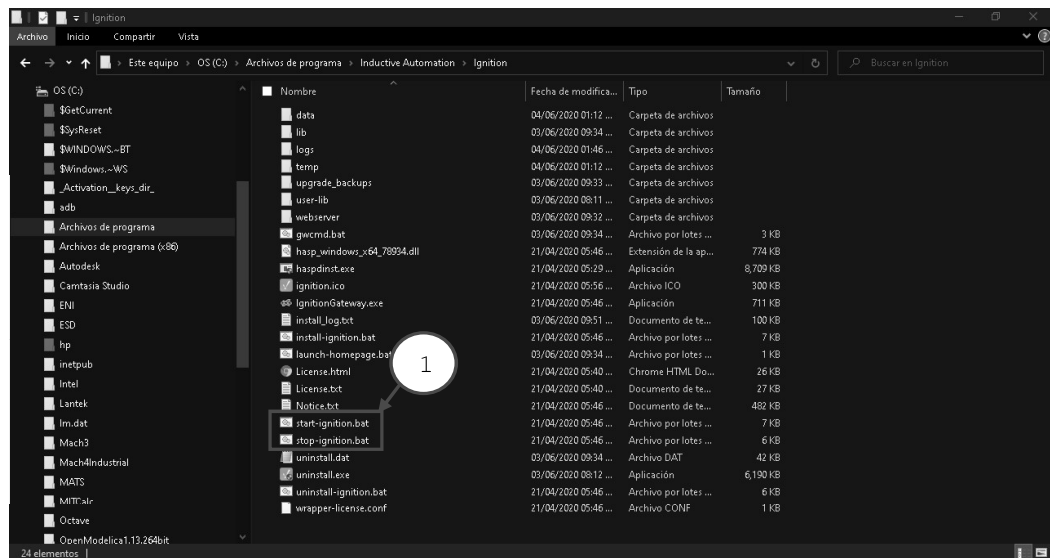 Ignition
Archivo Inicio Compartir Vista
Este equipo > OS (C:) > Archivos de programa > Inductive Automation > Ignition
Buscar en Ignition
OS (C:)
$GetCurrent
$SysReset
$WINDOWS.~BT
$Windows.~WS
_Activation__keys_dir_
adb
Archivos de programa
Archivos de programa (x86)
Autodesk
Camtasia Studio
ENI
ESD
hp
inetpub
Intel
Lantek
lm.dat
Mach3
Mach4Industrial
MATS
MITCalc
Octave
OpenModelica1.13.264bit
Nombre Fecha de modifica... Tipo Tamaño
data 04/06/2020 01:12 ... Carpeta de archivos
lib 03/06/2020 09:34 ... Carpeta de archivos
logs 04/06/2020 01:46 ... Carpeta de archivos
temp 04/06/2020 01:12 ... Carpeta de archivos
upgrade_backups 03/06/2020 09:33 ... Carpeta de archivos
user-lib 03/06/2020 08:11 ... Carpeta de archivos
webserver 03/06/2020 09:32 ... Carpeta de archivos
gwcmd.bat 03/06/2020 09:34 ... Archivo por lotes ... 3 KB
hasp_windows_x64_78934.dll 21/04/2020 05:46 ... Extensión de la ap... 774 KB
haspdinst.exe 21/04/2020 05:29 ... Aplicación 8,709 KB
ignition.ico 21/04/2020 05:56 ... Archivo ICO 300 KB
IgnitionGateway.exe 21/04/2020 05:46 ... Aplicación 711 KB
install_log.txt 03/06/2020 09:51 ... Documento de te... 100 KB
install-ignition.bat 21/04/2020 05:46 ... Archivo por lotes ... 7 KB
launch-homepage.bat 03/06/2020 09:34 ... Archivo por lotes ... 1 KB
License.html 21/04/2020 05:40 ... Chrome HTML Do... 26 KB
License.txt 21/04/2020 05:40 ... Documento de te... 27 KB
Notice.txt 21/04/2020 05:46 ... Documento de te... 482 KB
start-ignition.bat 21/04/2020 05:46 ... Archivo por lotes ... 7 KB
stop-ignition.bat 21/04/2020 05:46 ... Archivo por lotes ... 6 KB
uninstall.dat 03/06/2020 09:34 ... Archivo DAT 42 KB
uninstall.exe 03/06/2020 08:12 ... Aplicación 6,190 KB
uninstall-ignition.bat 21/04/2020 05:46 ... Archivo por lotes ... 6 KB
wrapper-license.conf 21/04/2020 05:46 ... Archivo CONF 1 KB
1
24 elementos